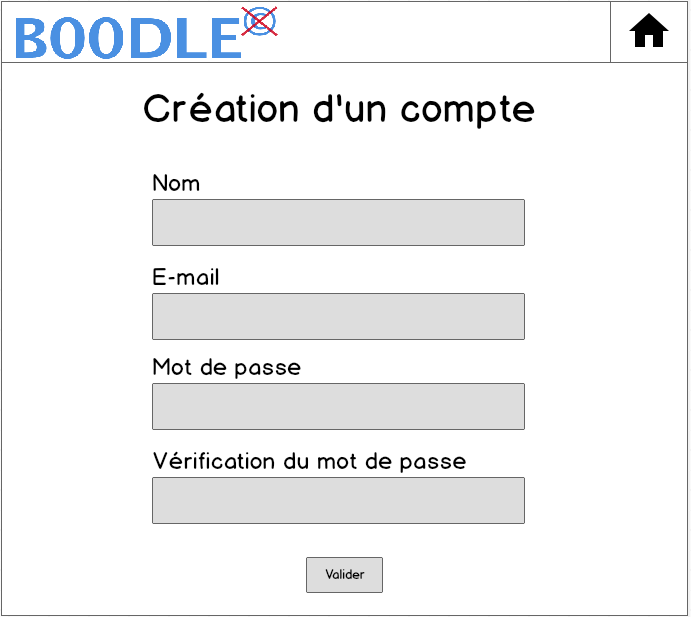 BOODLE
Création d'un compte
Nom
E-mail
Mot de passe
Vérification du mot de passe
Valider